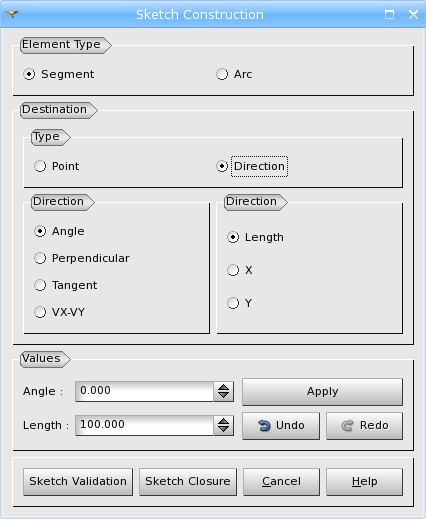 Sketch Construction
Element Type
Segment Arc
Destination
Type
Point Direction
Direction Direction
Angle
Length
Perpendicular
X
Tangent
Y
VX-VY
Values
Angle : 0.000 Apply
Length : 100.000 Undo Redo
Sketch Validation Sketch Closure Cancel Help